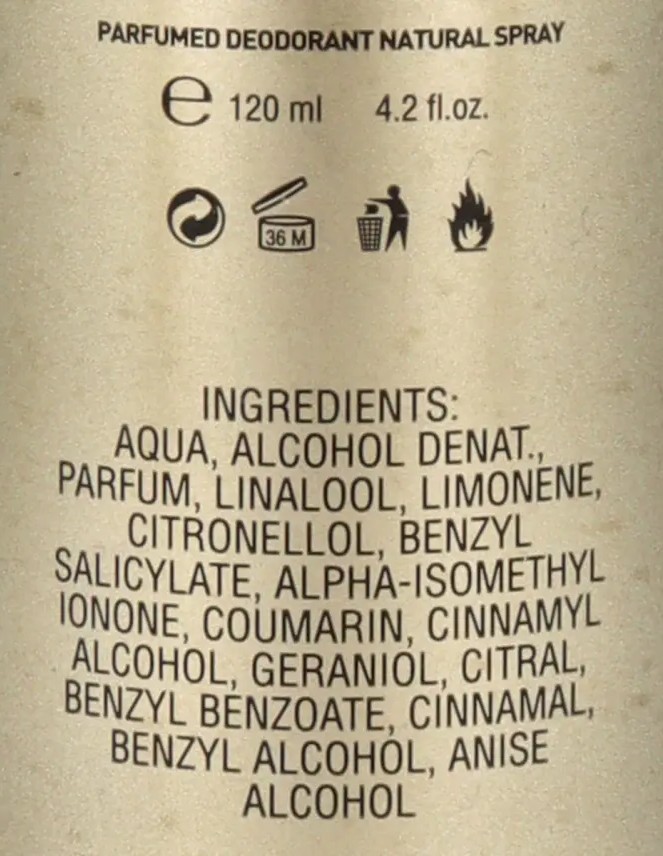 PARFUMED DEODORANT NATURAL SPRAY
℮ 120 ml 4.2 fl.oz.
36 M
INGREDIENTS:
AQUA, ALCOHOL DENAT.,
PARFUM, LINALOOL, LIMONENE,
CITRONELLOL, BENZYL
SALICYLATE, ALPHA-ISOMETHYL
IONONE, COUMARIN, CINNAMYL
ALCOHOL, GERANIOL, CITRAL,
BENZYL BENZOATE, CINNAMAL,
BENZYL ALCOHOL, ANISE
ALCOHOL